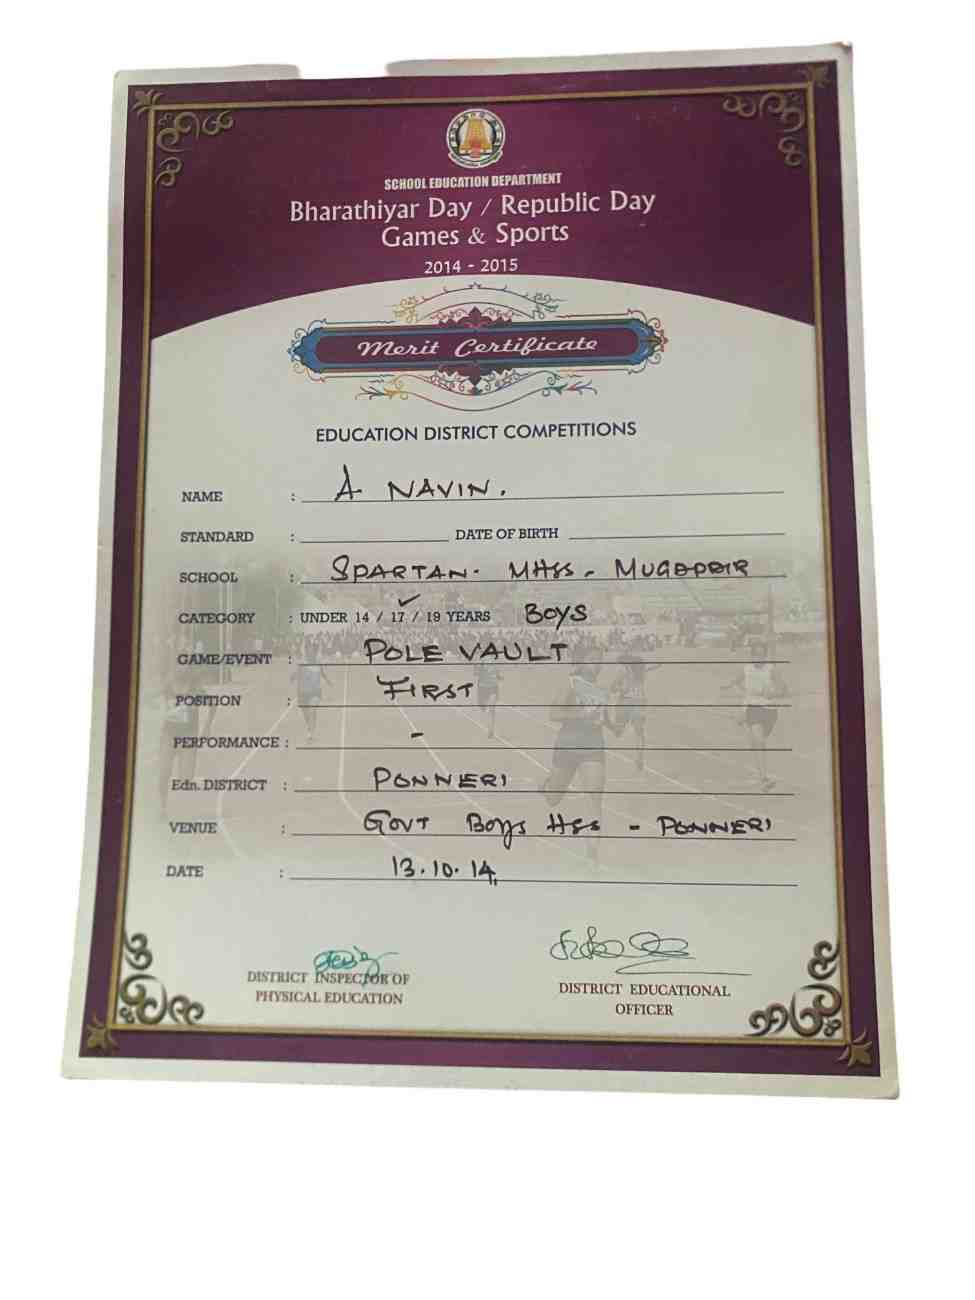 SCHOOL EDUCATION DEPARTMENT
Bharathiyar Day / Republic Day
Games & Sports
2014 - 2015
Merit Certificate
EDUCATION DISTRICT COMPETITIONS
NAME : A NAVIN.
STANDARD : DATE OF BIRTH
SCHOOL : SPARTAN. MHSS - MUGAPPAIR
CATEGORY : UNDER 14 / 17 ✓ / 19 YEARS BOYS
GAME/EVENT : POLE VAULT
POSITION : FIRST
PERFORMANCE : -
Edn. DISTRICT : PONNERI
VENUE : GOVT BOYS HSS - PONNERI
DATE : 13.10.14
DISTRICT INSPECTOR OF
PHYSICAL EDUCATION
DISTRICT EDUCATIONAL
OFFICER